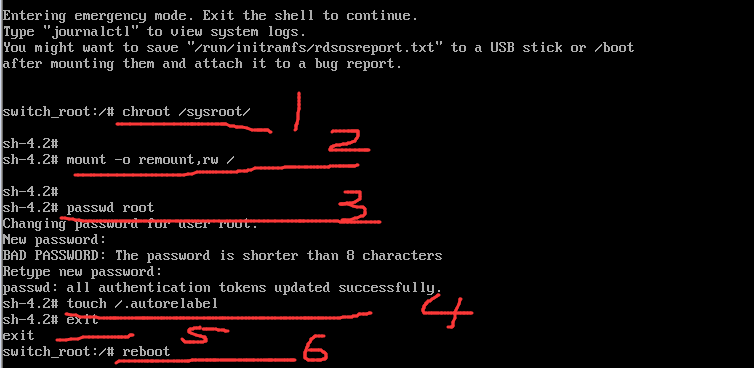 Entering emergency mode. Exit the shell to continue.
Type "journalctl" to view system logs.
You might want to save "/run/initramfs/rdsosreport.txt" to a USB stick or /boot
after mounting them and attach it to a bug report.
switch_root:/# chroot /sysroot/ 1
sh-4.2# 2
sh-4.2# mount -o remount,rw /
sh-4.2# 3
sh-4.2# passwd root
Changing password for user root.
New password:
BAD PASSWORD: The password is shorter than 8 characters
Retype new password:
passwd: all authentication tokens updated successfully.
sh-4.2# touch /.autorelabel 4
sh-4.2# exit
exit 5
switch_root:/# reboot 6